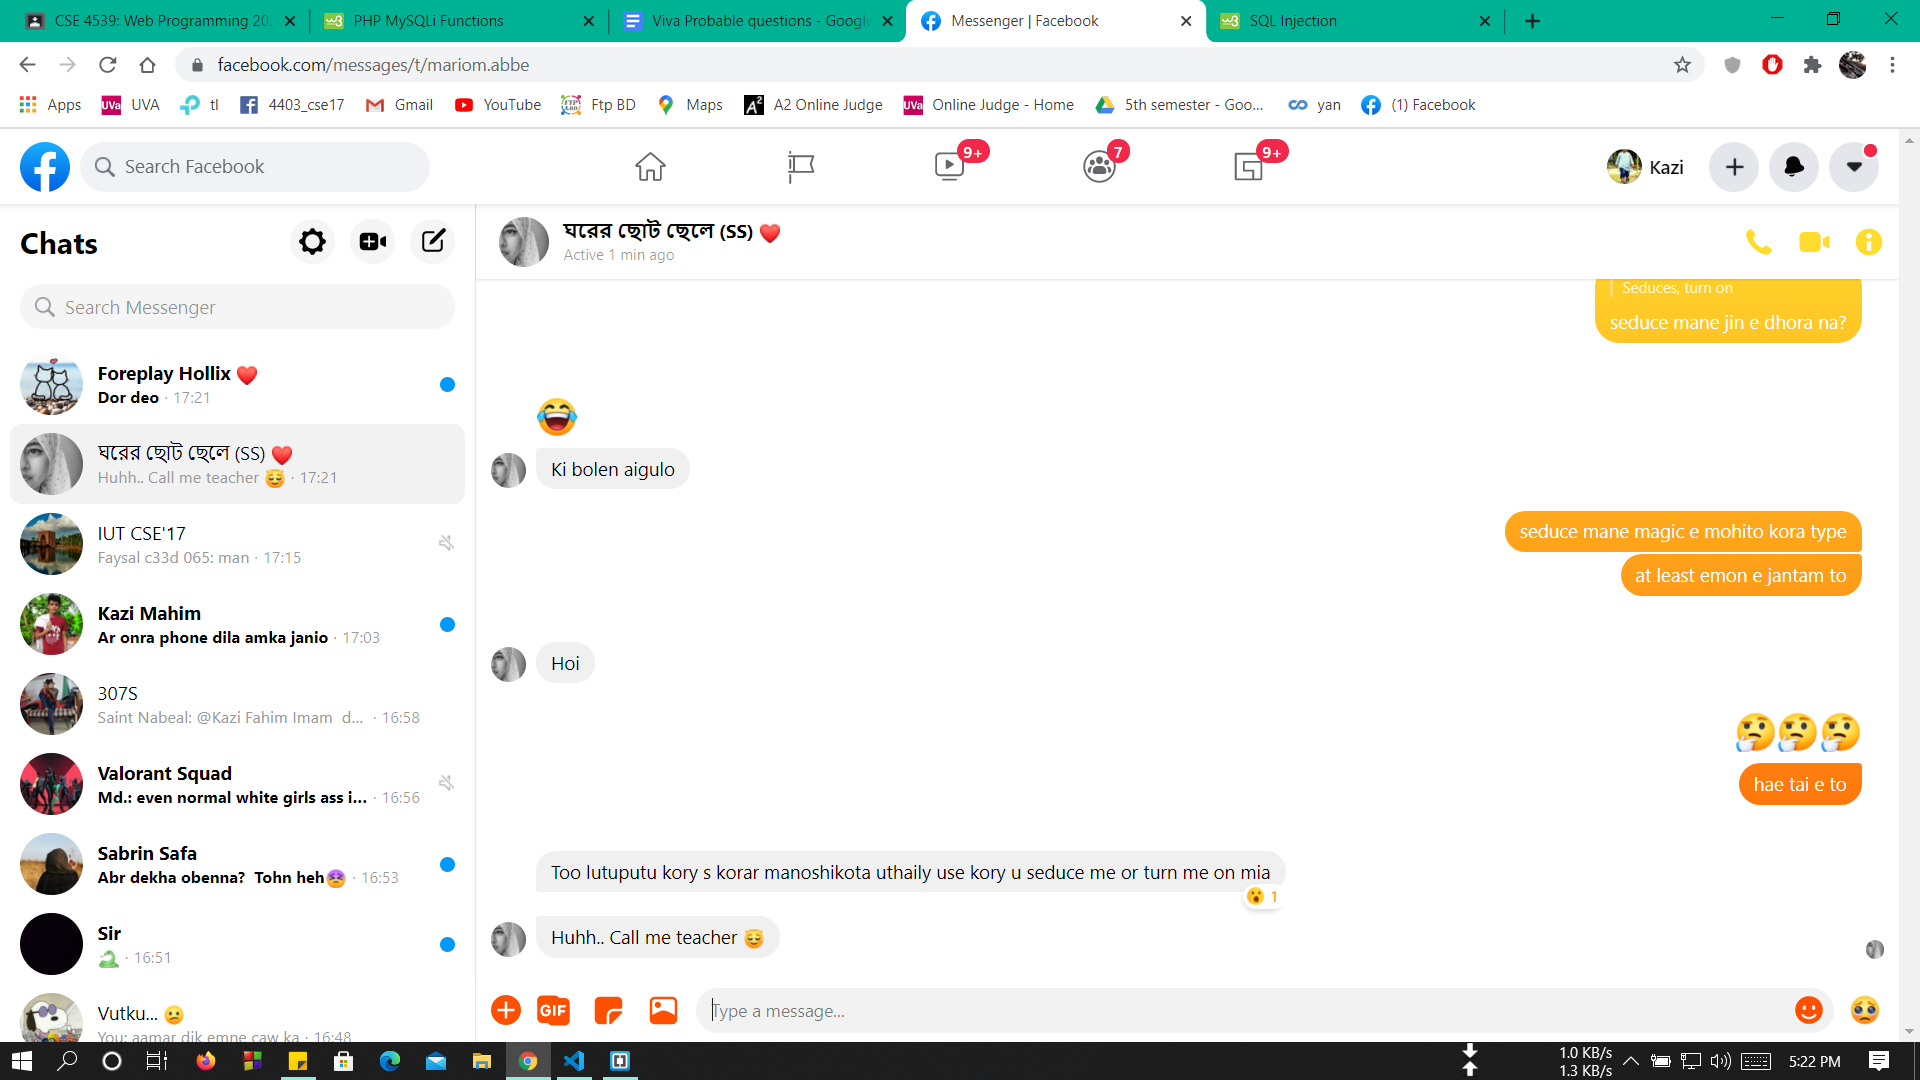 CSE 4539: Web Programming 202
PHP MySQLi Functions
Viva Probable questions - Google
Messenger | Facebook
SQL Injection
facebook.com/messages/t/mariom.abbe
Apps
UVa
UVA
tl
4403_cse17
Gmail
YouTube
Ftp BD
Maps
A2 Online Judge
UVa
Online Judge - Home
5th semester - Goo...
yan
(1) Facebook
Search Facebook
9+
7
9+
Kazi
Chats
Search Messenger
Foreplay Hollix ❤️
Dor deo · 17:21
ঘরের ছোট ছেলে (SS) ❤️
Huhh.. Call me teacher 😇 · 17:21
IUT CSE'17
Faysal c33d 065: man · 17:15
Kazi Mahim
Ar onra phone dila amka janio · 17:03
307S
Saint Nabeal: @Kazi Fahim Imam d... · 16:58
Valorant Squad
Md.: even normal white girls ass i... · 16:56
Sabrin Safa
Abr dekha obenna? Tohn heh · 16:53
Sir
🐍 · 16:51
Vutku... 😕
You: aamar dik emne caw ka · 16:48
ঘরের ছোট ছেলে (SS) ❤️
Active 1 min ago
Seduces, turn on
seduce mane jin e dhora na?
😂
Ki bolen aigulo
seduce mane magic e mohito kora type
at least emon e jantam to
Hoi
🤔🤔🤔
hae tai e to
Too lutuputu kory s korar manoshikota uthaily use kory u seduce me or turn me on mia
😮 1
Huhh.. Call me teacher 😇
GIF
Type a message...
1.0 KB/s
1.3 KB/s
5:22 PM